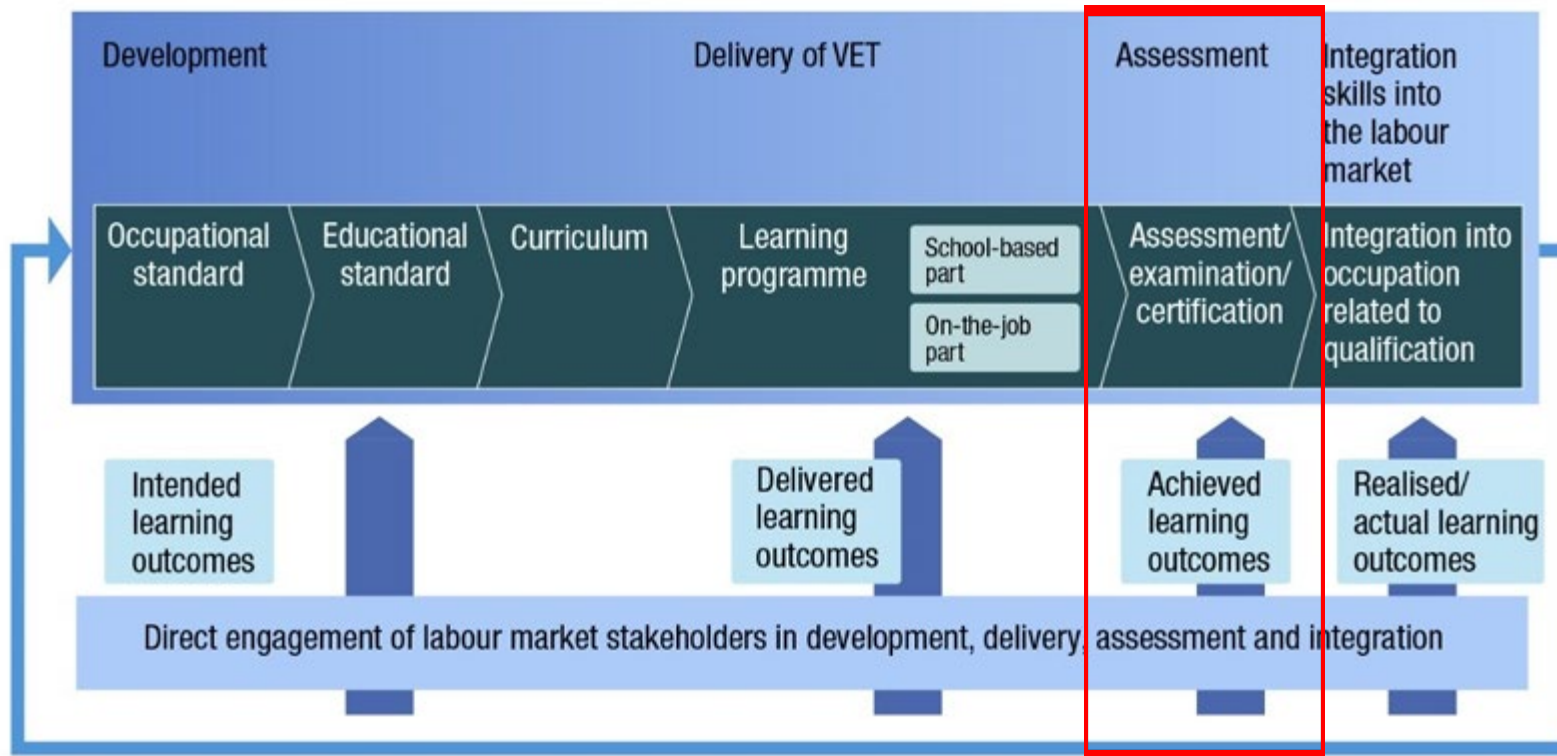 Development
Delivery of VET
Assessment
Integration
skills into
the labour
market
Occupational
standard
Educational
standard
Curriculum
Learning
programme
School-based
part
On-the-job
part
Assessment/
examination/
certification
Integration into
occupation
related to
qualification
Intended
learning
outcomes
Delivered
learning
outcomes
Achieved
learning
outcomes
Realised/
actual learning
outcomes
Direct engagement of labour market stakeholders in development, delivery, assessment and integration